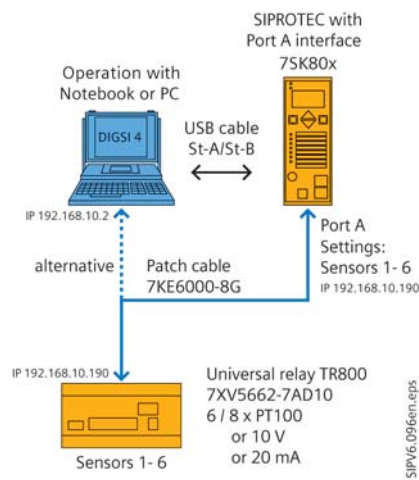 SIPROTEC with
Port A interface
7SK80x
Operation with
Notebook or PC
DIGSI 4
USB cable
St-A/St-B
IP 192.168.10.2
alternative
Patch cable
7KE6000-8G
Port A
Settings:
Sensors 1- 6
IP 192.168.10.190
IP 192.168.10.190
Sensors 1- 6
Universal relay TR800
7XV5662-7AD10
6 / 8 x PT100
or 10 V
or 20 mA
SIPV6.096en.eps